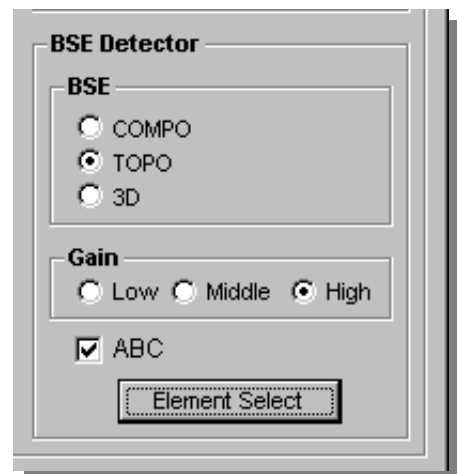 BSE Detector
BSE
COMPO
TOPO
3D
Gain
Low Middle High
ABC
Element Select